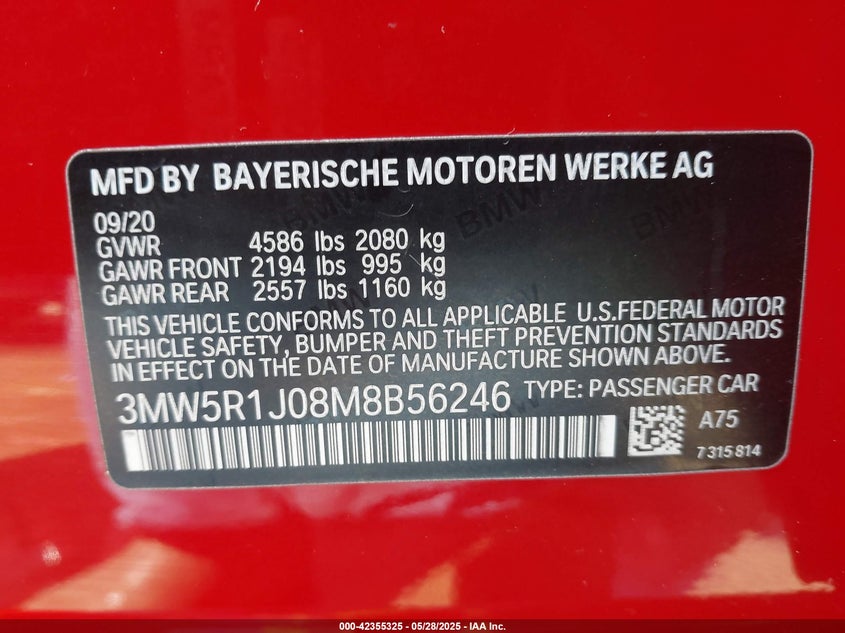 MFD BY BAYERISCHE MOTOREN WERKE AG
09/20
GVWR 4586 lbs 2080 kg
GAWR FRONT 2194 lbs 995 kg
GAWR REAR 2557 lbs 1160 kg
THIS VEHICLE CONFORMS TO ALL APPLICABLE U.S.FEDERAL MOTOR
VEHICLE SAFETY, BUMPER AND THEFT PREVENTION STANDARDS
IN EFFECT ON THE DATE OF MANUFACTURE SHOWN ABOVE.
3MW5R1J08M8B56246 TYPE: PASSENGER CAR
A75
7315814
000-42355325 - 05/28/2025 - IAA Inc.